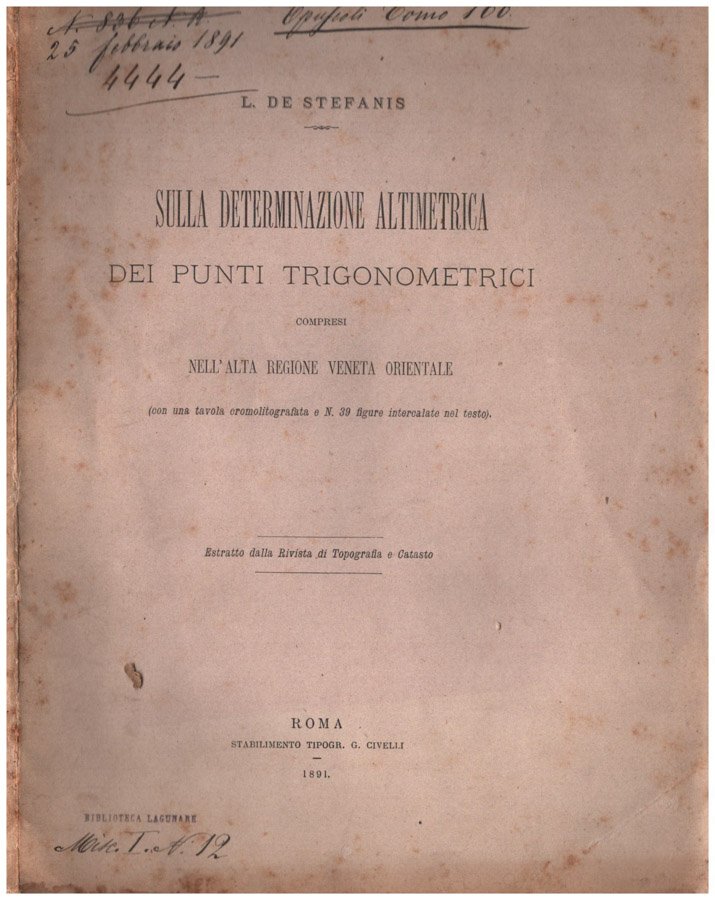 N. 836 N. R.
Opuscoli Tomo 100.
25 febbraio 1891
4444 —
L. DE STEFANIS
SULLA DETERMINAZIONE ALTIMETRICA
DEI PUNTI TRIGONOMETRICI
COMPRESI
NELL'ALTA REGIONE VENETA ORIENTALE
(con una tavola cromolitografata e N. 39 figure intercalate nel testo).
Estratto dalla Rivista di Topografia e Catasto
ROMA
STABILIMENTO TIPOGR. G. CIVELLI
1891.
BIBLIOTECA LAGUNARE
Misc. I. N. 12